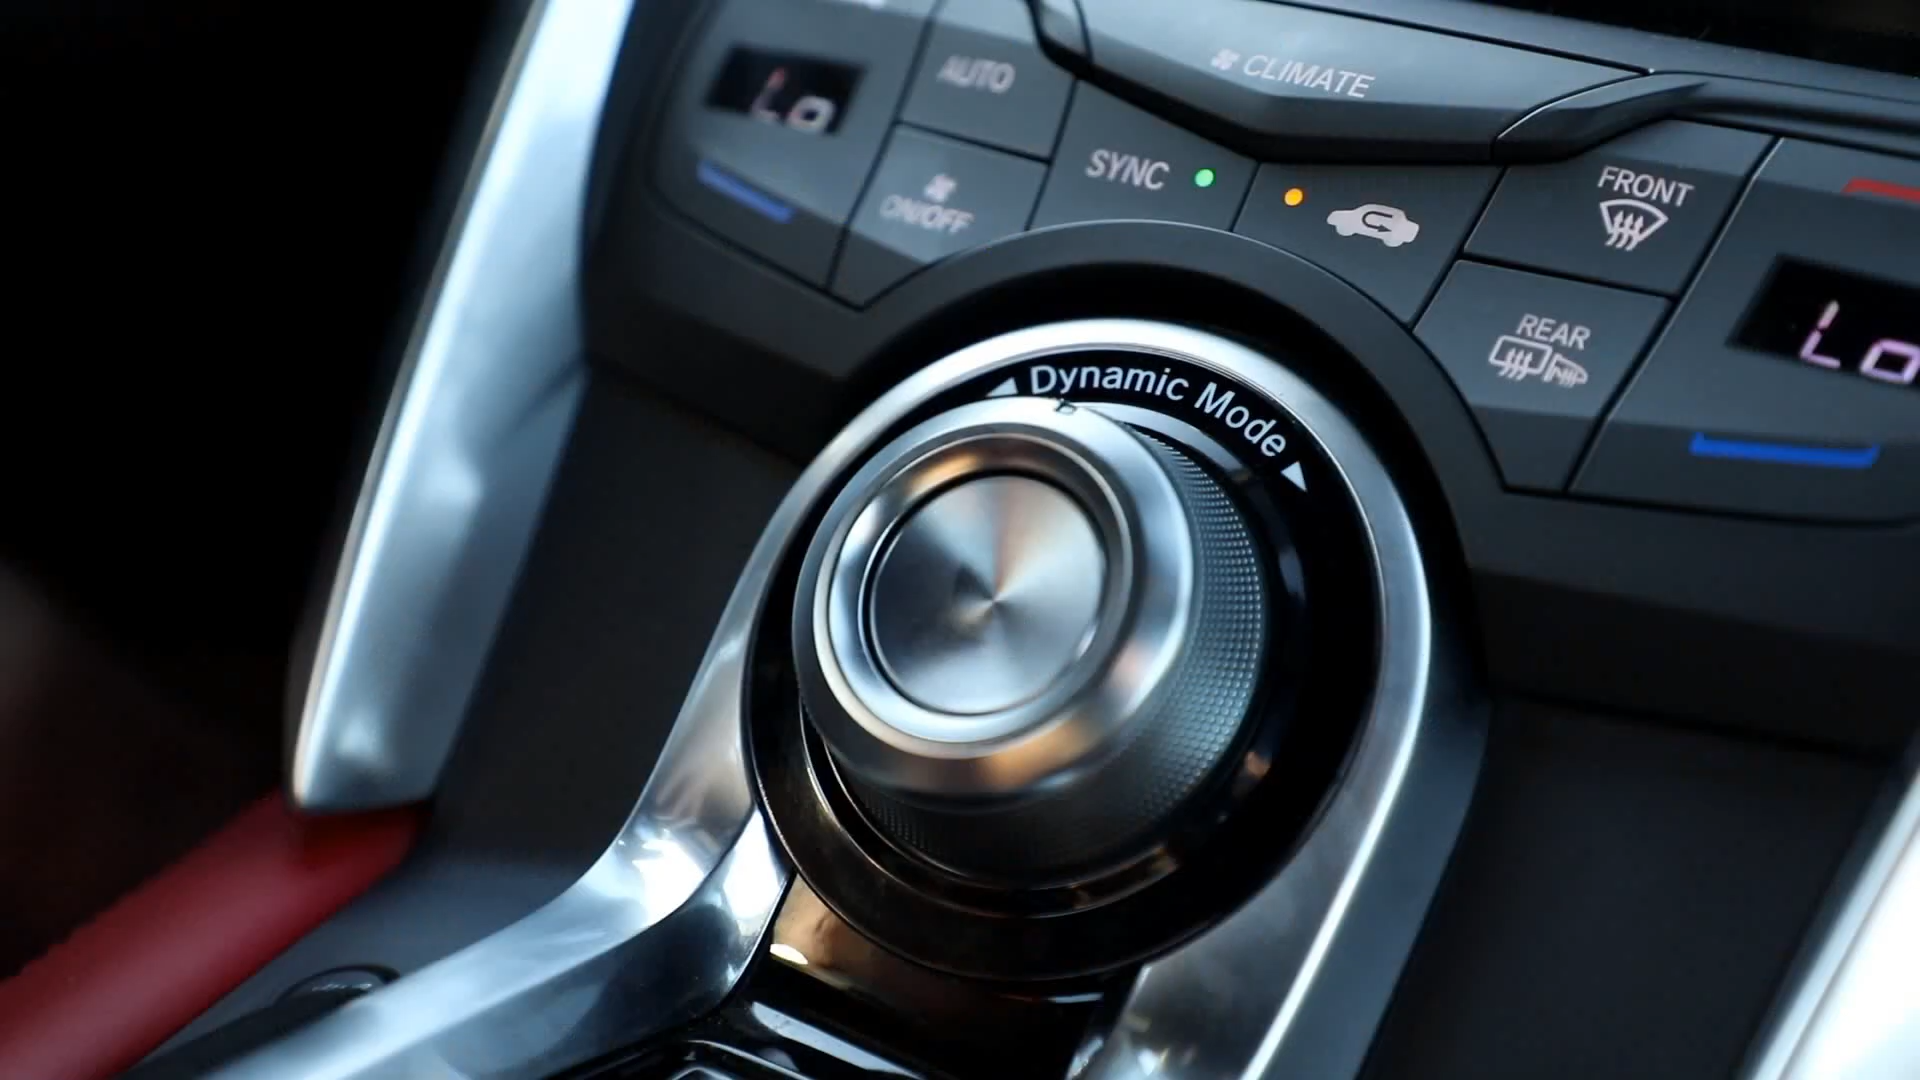 CLIMATE
AUTO
Lo
SYNC
ON/OFF
FRONT
REAR
Lo
Dynamic Mode